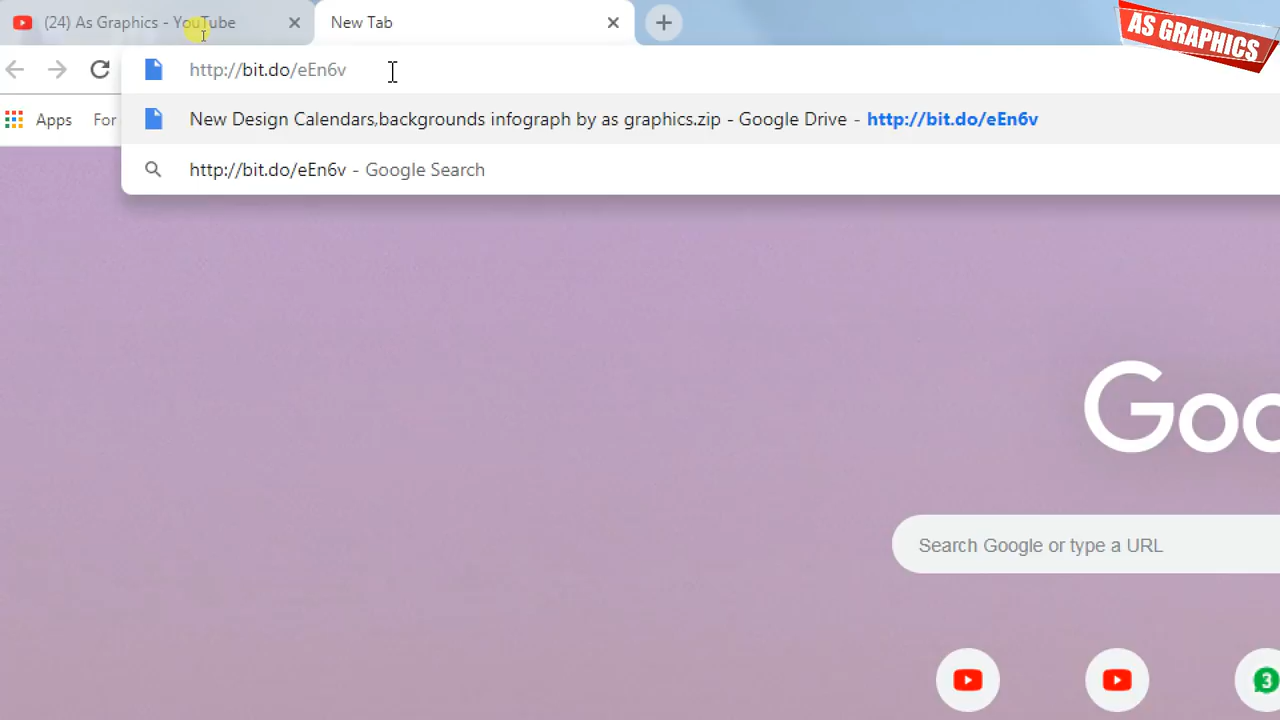 (24) As Graphics - YouTube
New Tab
AS GRAPHICS
http://bit.do/eEn6v
Apps
For
New Design Calendars,backgrounds infograph by as graphics.zip - Google Drive - http://bit.do/eEn6v
http://bit.do/eEn6v - Google Search
Goo
Search Google or type a URL
3